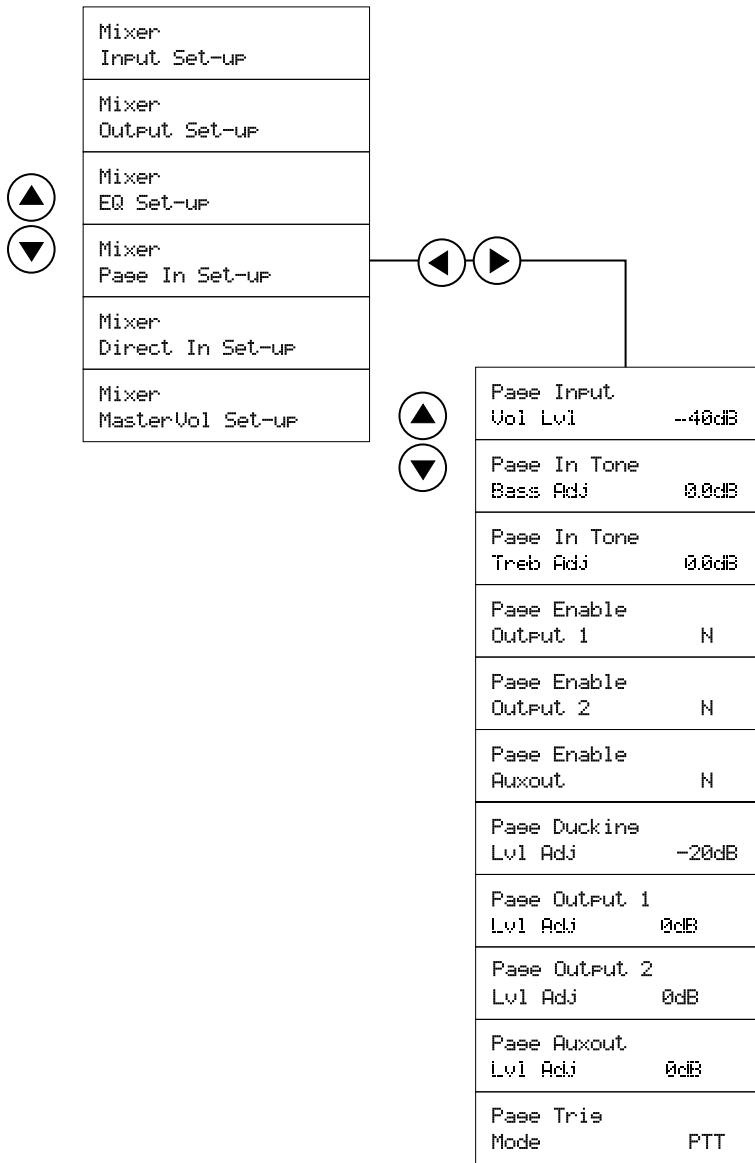 Mixer
Input Set-up
Mixer
Output Set-up
Mixer
EQ Set-up
Mixer
Page In Set-up
Mixer
Direct In Set-up
Mixer
MasterVol Set-up
Page Input
Vol Lvl --40dB
Page In Tone
Bass Adj 0.0dB
Page In Tone
Treb Adj 0.0dB
Page Enable
Output 1 N
Page Enable
Output 2 N
Page Enable
Auxout N
Page Ducking
Lvl Adj -20dB
Page Output 1
Lvl Adj 0dB
Page Output 2
Lvl Adj 0dB
Page Auxout
Lvl Adj 0dB
Page Trig
Mode PTT